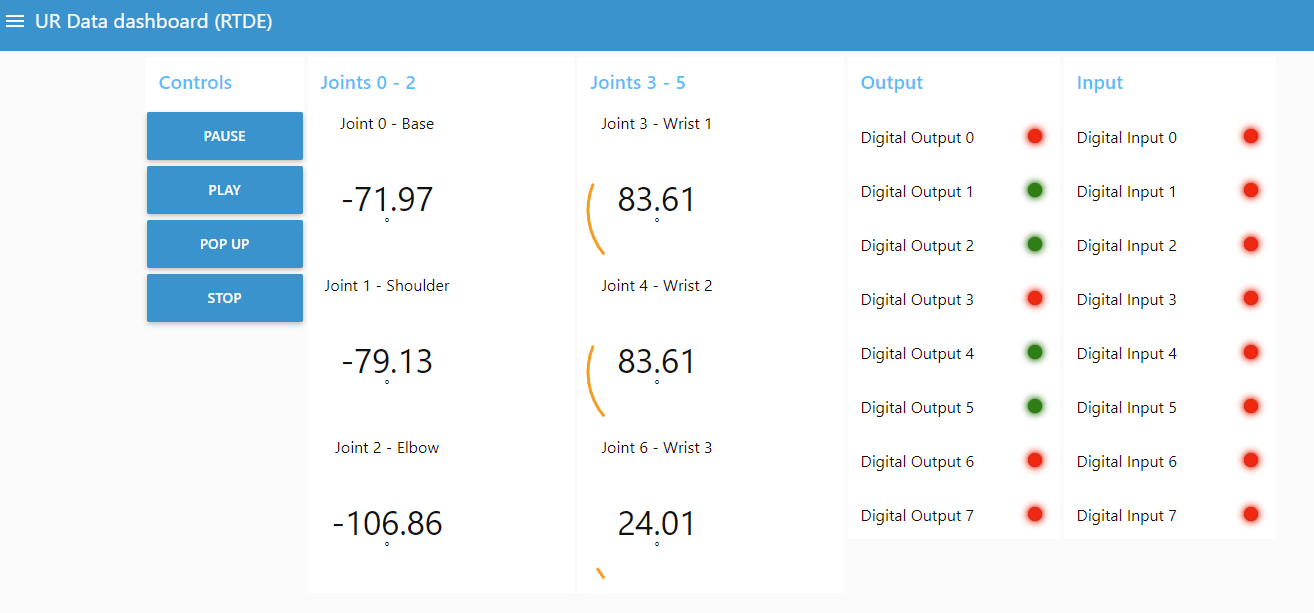 UR Data dashboard (RTDE)
Controls
PAUSE
PLAY
POP UP
STOP
Joints 0 - 2
Joint 0 - Base
-71.97
°
Joint 1 - Shoulder
-79.13
°
Joint 2 - Elbow
-106.86
°
Joints 3 - 5
Joint 3 - Wrist 1
83.61
°
Joint 4 - Wrist 2
83.61
°
Joint 6 - Wrist 3
24.01
°
Output
Digital Output 0
Digital Output 1
Digital Output 2
Digital Output 3
Digital Output 4
Digital Output 5
Digital Output 6
Digital Output 7
Input
Digital Input 0
Digital Input 1
Digital Input 2
Digital Input 3
Digital Input 4
Digital Input 5
Digital Input 6
Digital Input 7